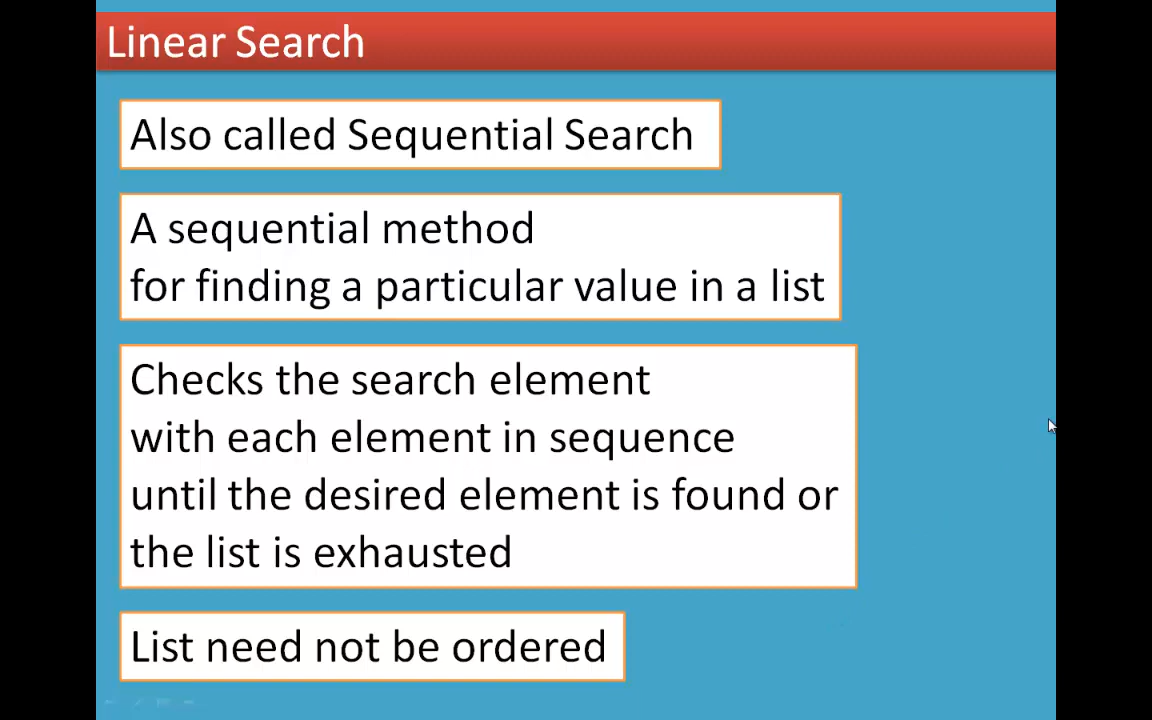 Linear Search
Also called Sequential Search
A sequential method
for finding a particular value in a list
Checks the search element
with each element in sequence
until the desired element is found or
the list is exhausted
List need not be ordered